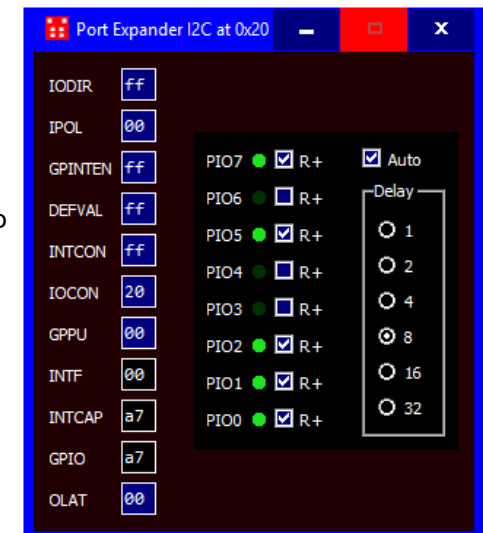 Port Expander I2C at 0x20
IODIR ff
IPOL 00
GPINTEN ff
DEFVAL ff
INTCON ff
IOCON 20
GPPU 00
INTF 00
INTCAP a7
GPIO a7
OLAT 00
PIO7 R+
PIO6 R+
PIO5 R+
PIO4 R+
PIO3 R+
PIO2 R+
PIO1 R+
PIO0 R+
Auto
Delay
1
2
4
8
16
32
o